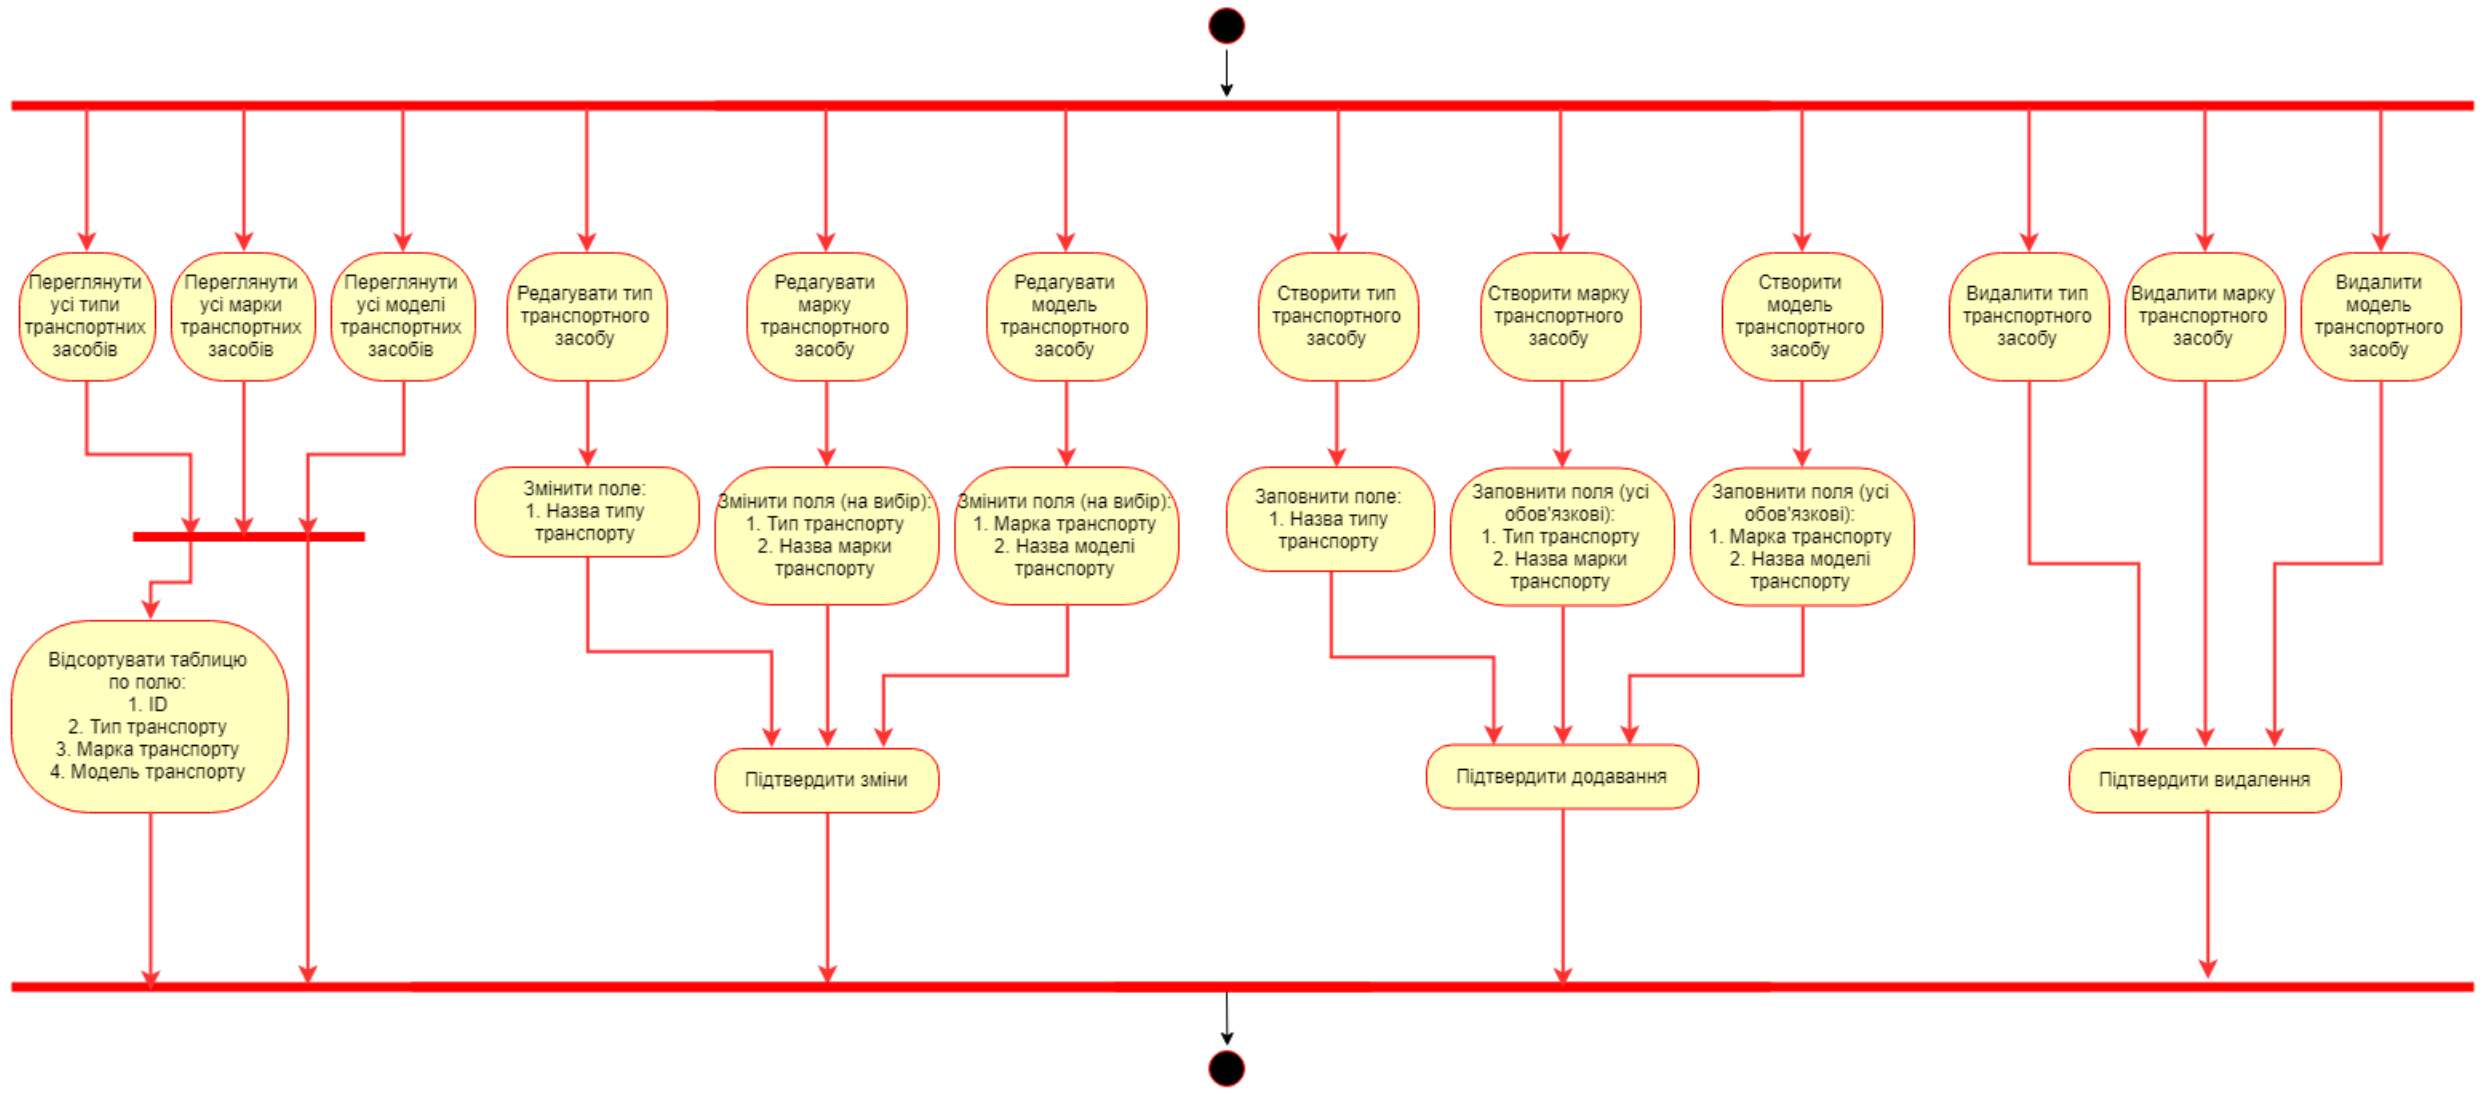 Переглянути
усі типи
транспортних
засобів
Переглянути
усі марки
транспортних
засобів
Переглянути
усі моделі
транспортних
засобів
Редагувати тип
транспортного
засобу
Редагувати
марку
транспортного
засобу
Редагувати
модель
транспортного
засобу
Створити тип
транспортного
засобу
Створити марку
транспортного
засобу
Створити
модель
транспортного
засобу
Видалити тип
транспортного
засобу
Видалити марку
транспортного
засобу
Видалити
модель
транспортного
засобу
Змінити поле:
1. Назва типу
транспорту
Змінити поля (на вибір):
1. Тип транспорту
2. Назва марки
транспорту
Змінити поля (на вибір):
1. Марка транспорту
2. Назва моделі
транспорту
Заповнити поле:
1. Назва типу
транспорту
Заповнити поля (усі
обов'язкові):
1. Тип транспорту
2. Назва марки
транспорту
Заповнити поля (усі
обов'язкові):
1. Марка транспорту
2. Назва моделі
транспорту
Відсортувати таблицю
по полю:
1. ID
2. Тип транспорту
3. Марка транспорту
4. Модель транспорту
Підтвердити зміни
Підтвердити додавання
Підтвердити видалення